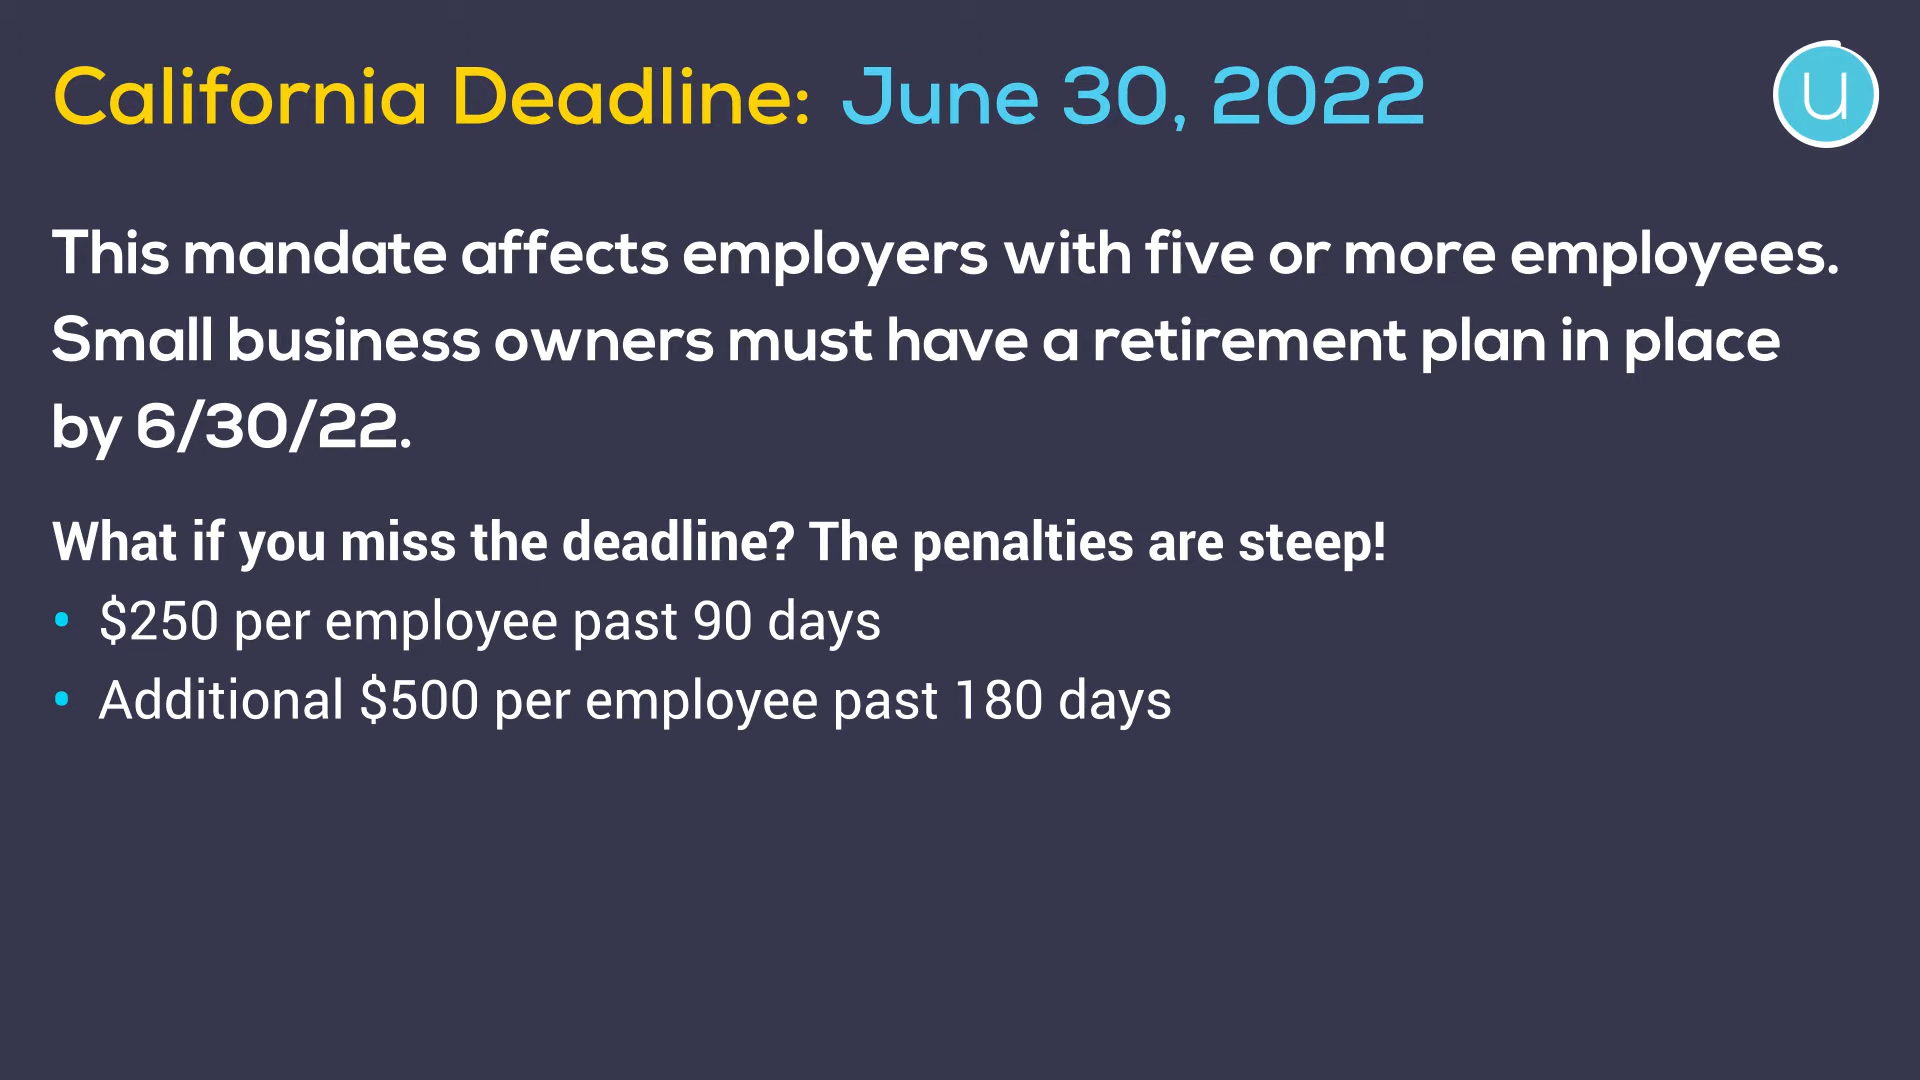 California Deadline: June 30, 2022
U
This mandate affects employers with five or more employees.
Small business owners must have a retirement plan in place
by 6/30/22.
What if you miss the deadline? The penalties are steep!
• $250 per employee past 90 days
• Additional $500 per employee past 180 days